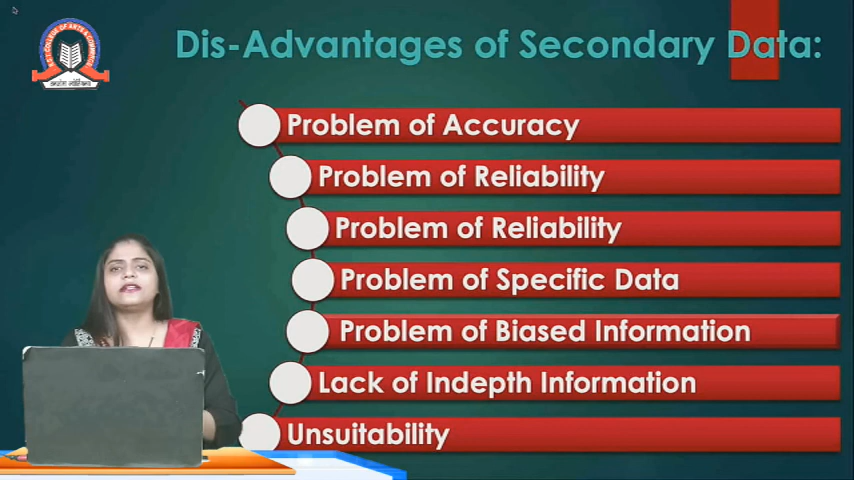 Dis-Advantages of Secondary Data:
Problem of Accuracy
Problem of Reliability
Problem of Reliability
Problem of Specific Data
Problem of Biased Information
Lack of Indepth Information
Unsuitability